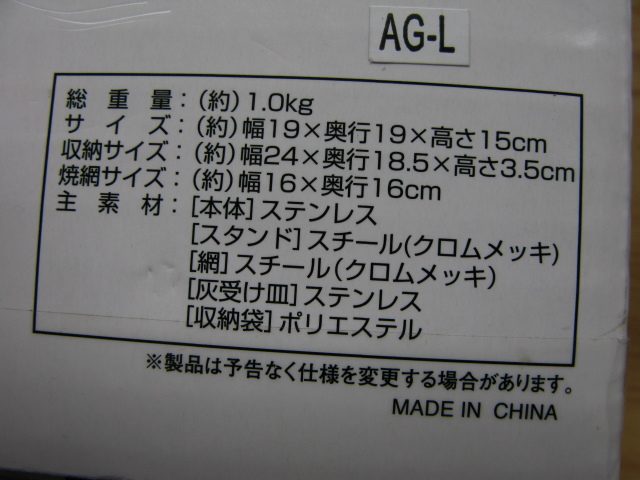 AG-L
総重量：（約）1.0kg
サイズ：（約）幅19×奥行19×高さ15cm
収納サイズ：（約）幅24×奥行18.5×高さ3.5cm
焼網サイズ：（約）幅16×奥行16cm
主素材：［本体］ステンレス
［スタンド］スチール（クロムメッキ）
［網］スチール（クロムメッキ）
［灰受け皿］ステンレス
［収納袋］ポリエステル
※製品は予告なく仕様を変更する場合があります。
MADE IN CHINA